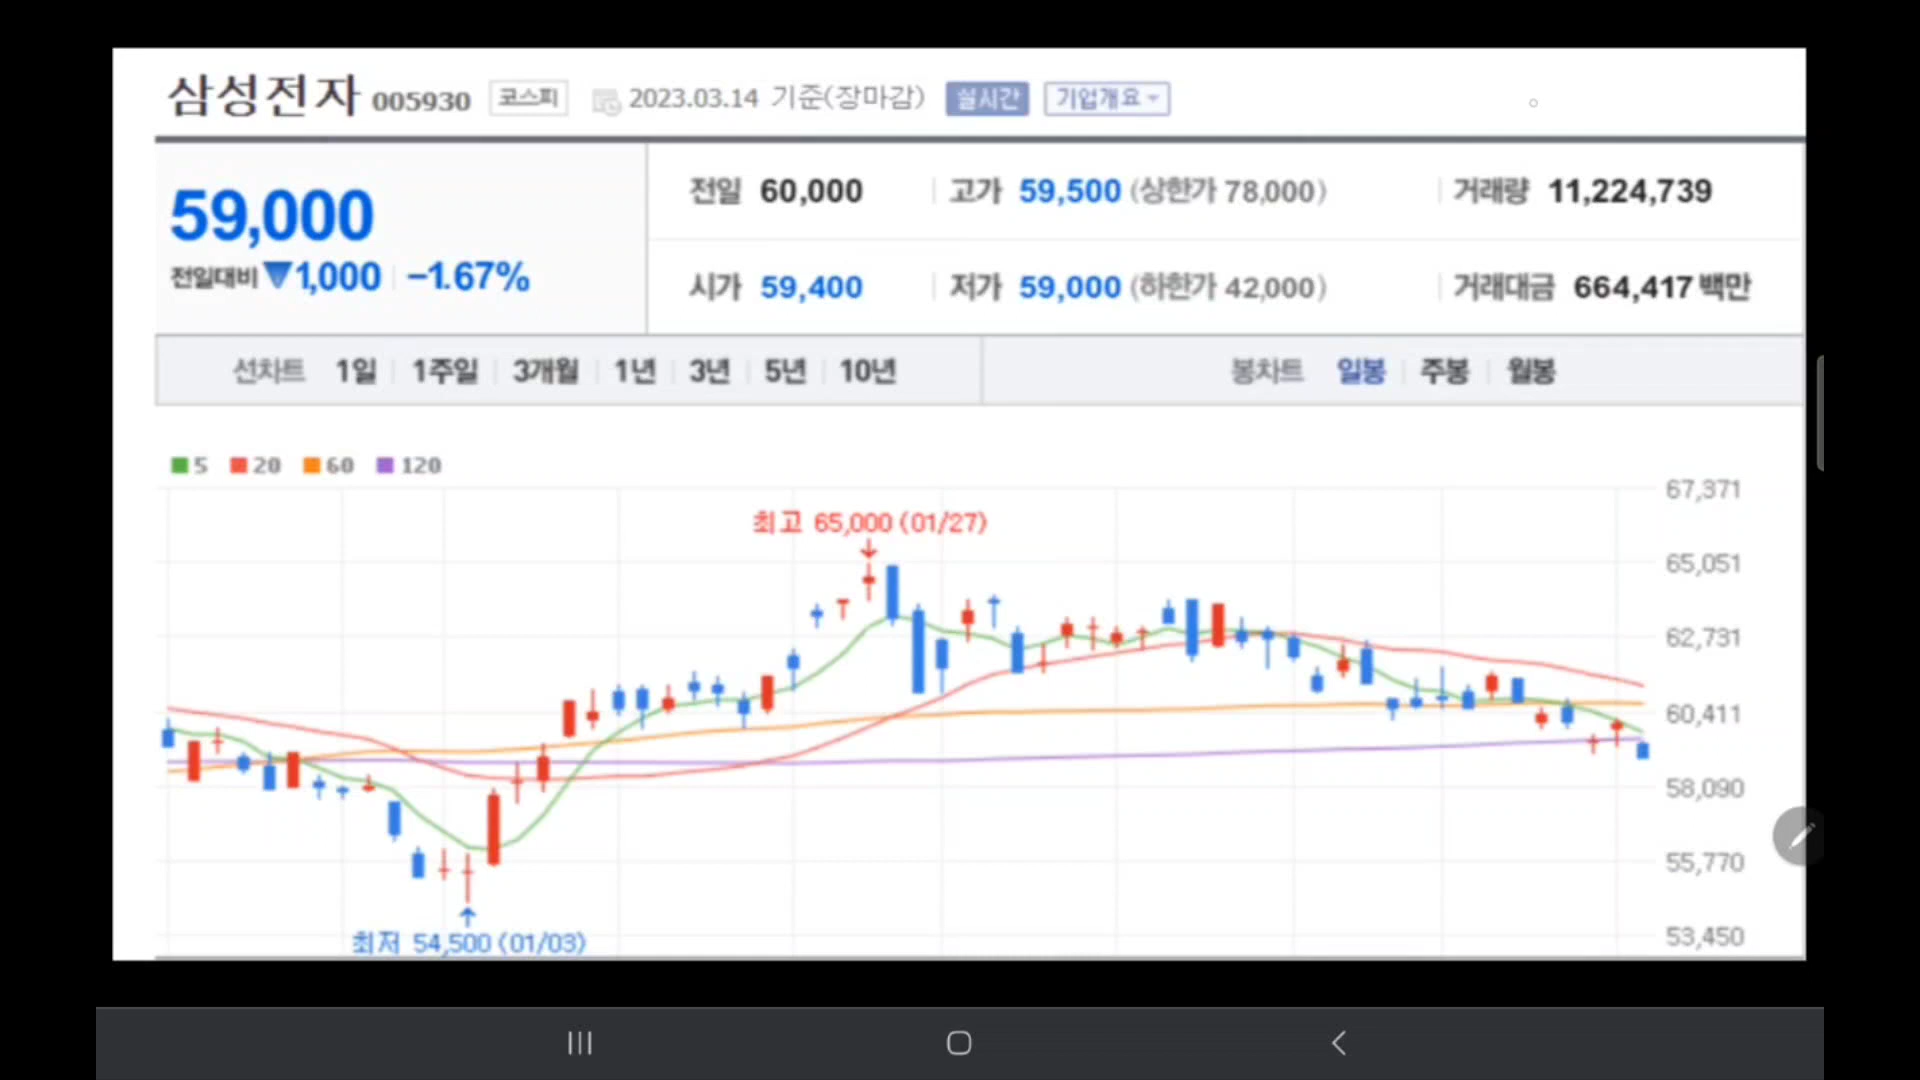 삼성전자 005930 코스피 2023.03.14 기준(장마감) 실시간 기업개요
59,000
전일대비 ▼1,000 -1.67%
전일 60,000 고가 59,500 (상한가 78,000) 거래량 11,224,739
시가 59,400 저가 59,000 (하한가 42,000) 거래대금 664,417 백만
선차트 1일 1주일 3개월 1년 3년 5년 10년 봉차트 일봉 주봉 월봉
5 20 60 120
67,371
최고 65,000 (01/27)
65,051
62,731
60,411
58,090
55,770
53,450
최저 54,500 (01/03)